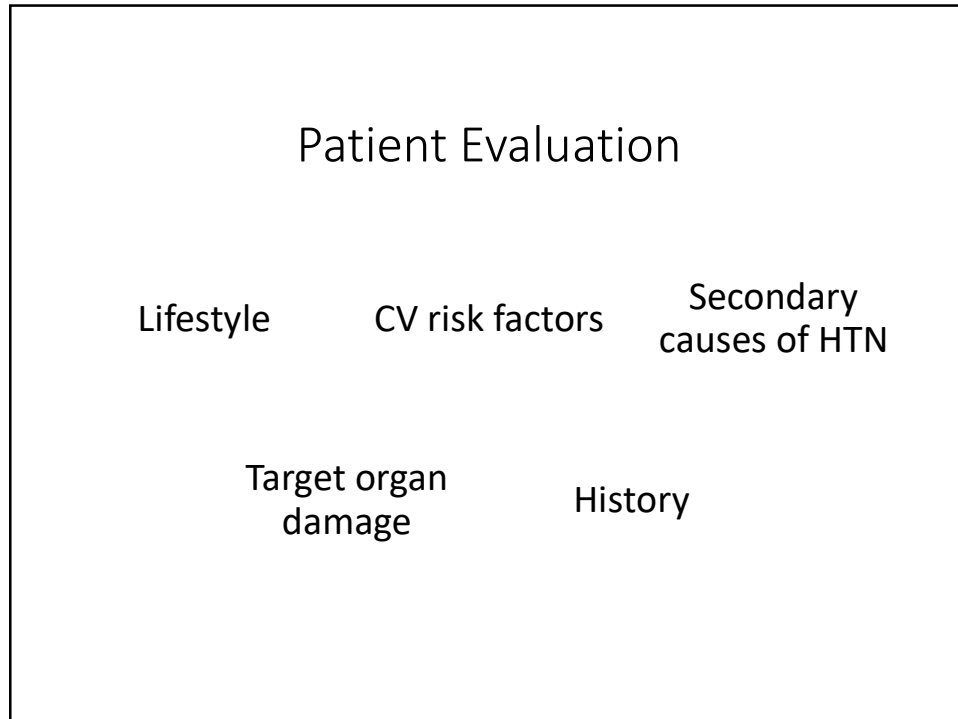 Patient Evaluation
Lifestyle
CV risk factors
Secondary
causes of HTN
Target organ
damage
History